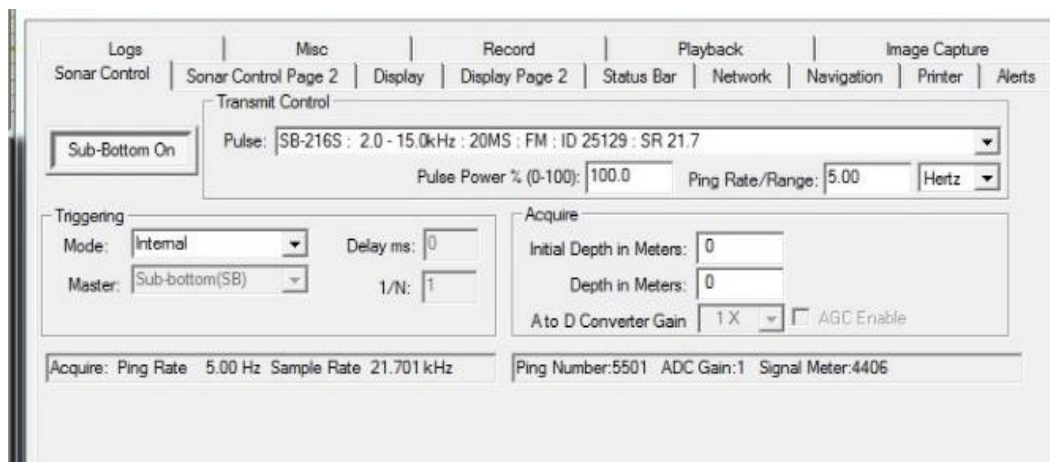 Logs Misc Record Playback Image Capture
Sonar Control Sonar Control Page 2 Display Display Page 2 Status Bar Network Navigation Printer Alerts
Transmit Control
Sub-Bottom On
Pulse: SB-216S : 2.0 - 15.0kHz : 20MS : FM : ID 25129 : SR 21.7
Pulse Power % (0-100): 100.0 Ping Rate/Range: 5.00 Hertz
Triggering
Mode: Internal Delay ms: 0
Master: Sub-bottom(SB) 1/N: 1
Acquire
Initial Depth in Meters: 0
Depth in Meters: 0
A to D Converter Gain 1 X AGC Enable
Acquire: Ping Rate 5.00 Hz Sample Rate 21.701 kHz
Ping Number:5501 ADC Gain:1 Signal Meter:4406